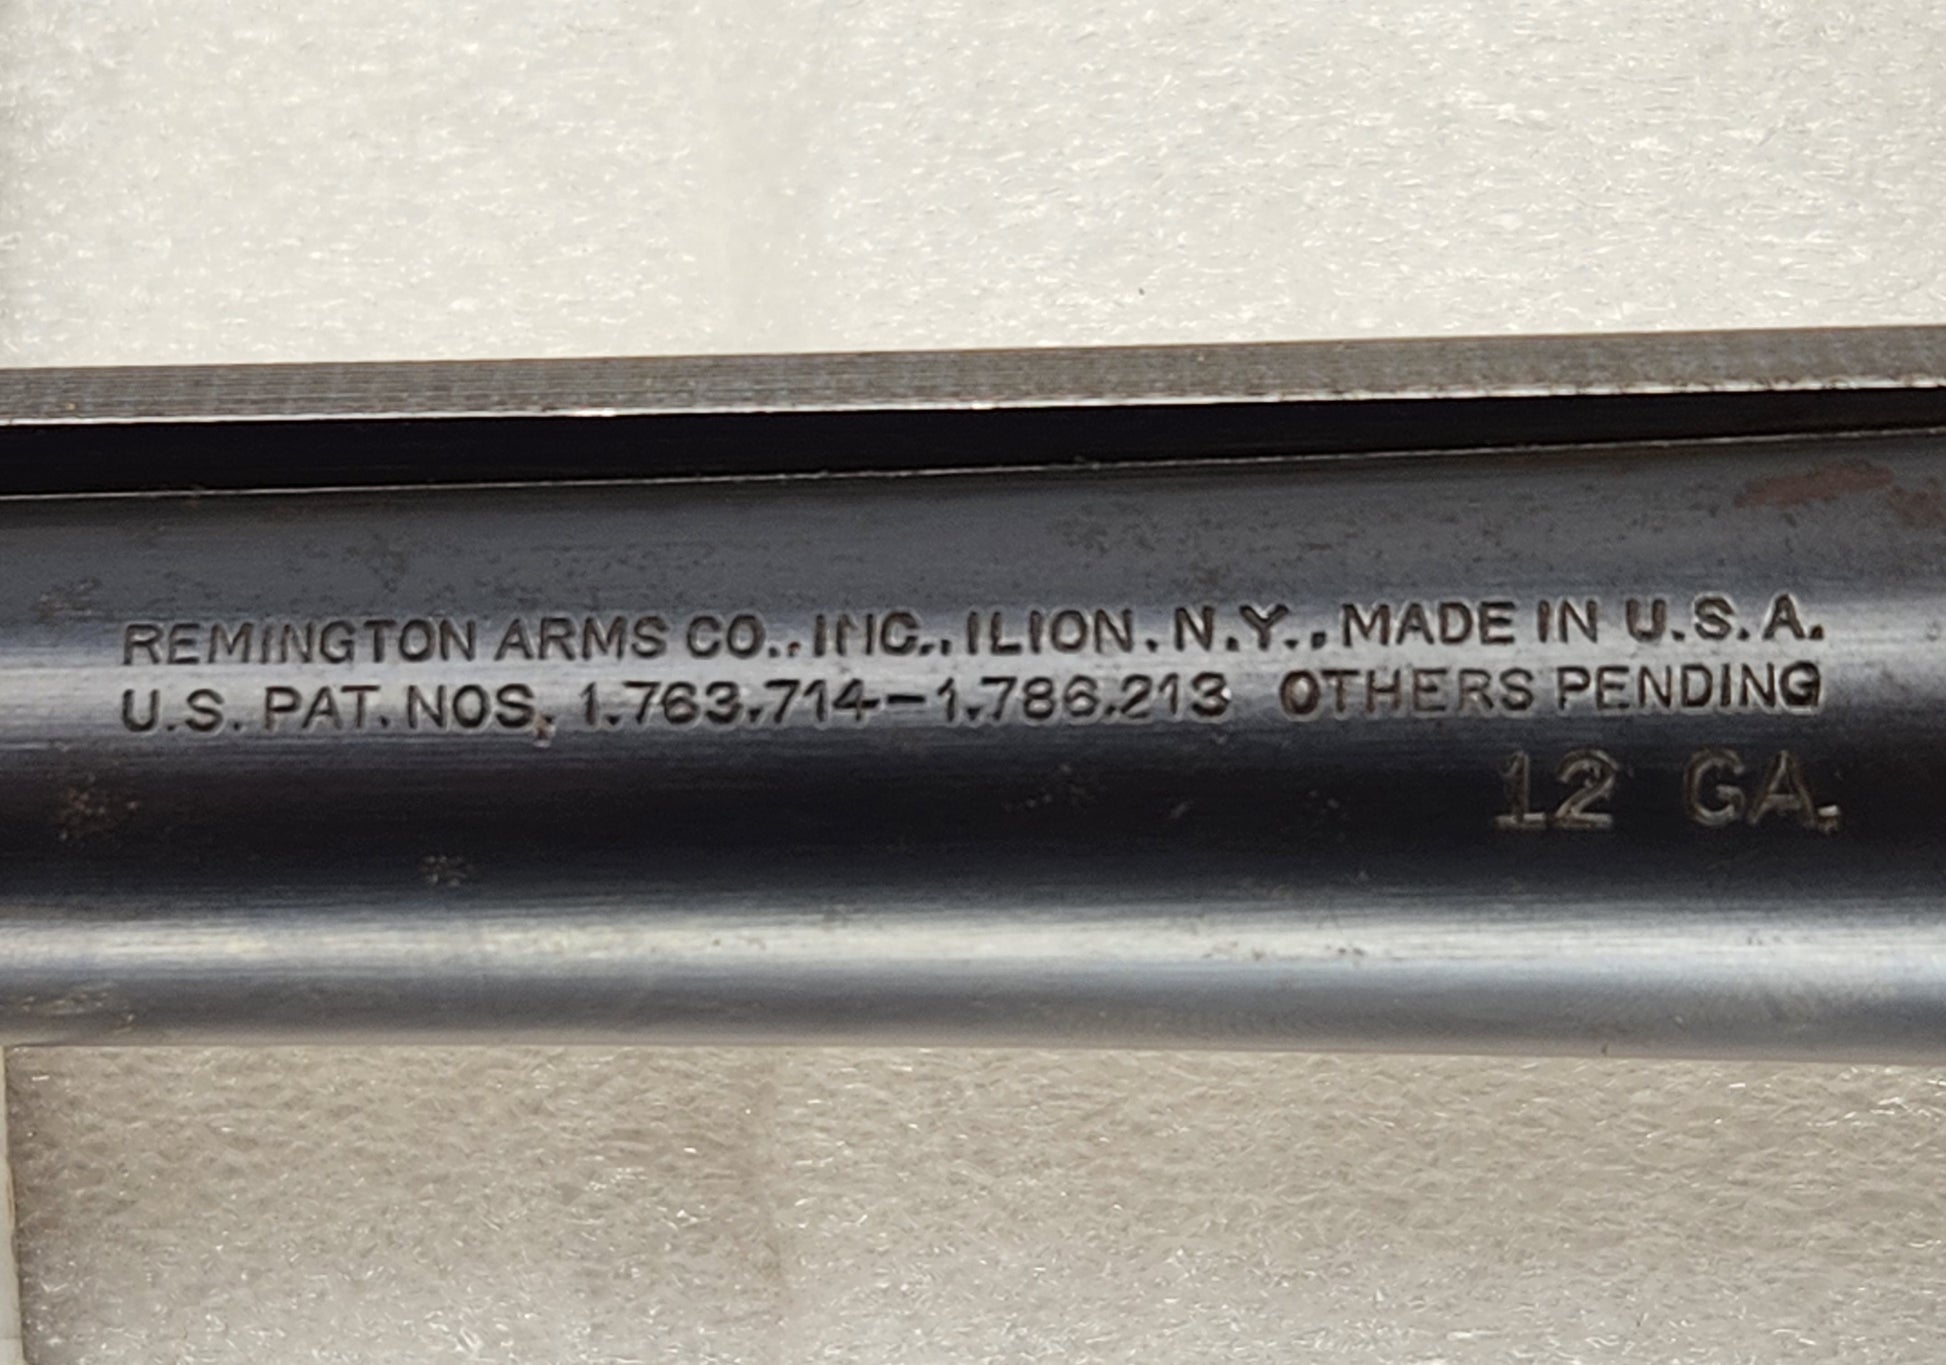 REMINGTON ARMS CO., INC., ILION, N.Y., MADE IN U.S.A.
U.S. PAT. NOS. 1,763,714-1,786,213 OTHERS PENDING
12 GA.